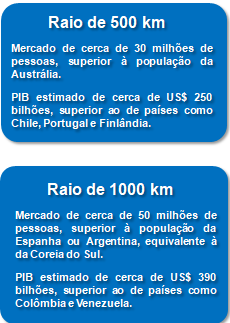 Raio de 500 km
Mercado de cerca de 30 milhões de
pessoas, superior à população da
Austrália.
PIB estimado de cerca de US$ 250
bilhões, superior ao de países como
Chile, Portugal e Finlândia.
Raio de 1000 km
Mercado de cerca de 50 milhões de
pessoas, superior à população da
Espanha ou Argentina, equivalente à
da Coreia do Sul.
PIB estimado de cerca de US$ 390
bilhões, superior ao de países como
Colômbia e Venezuela.